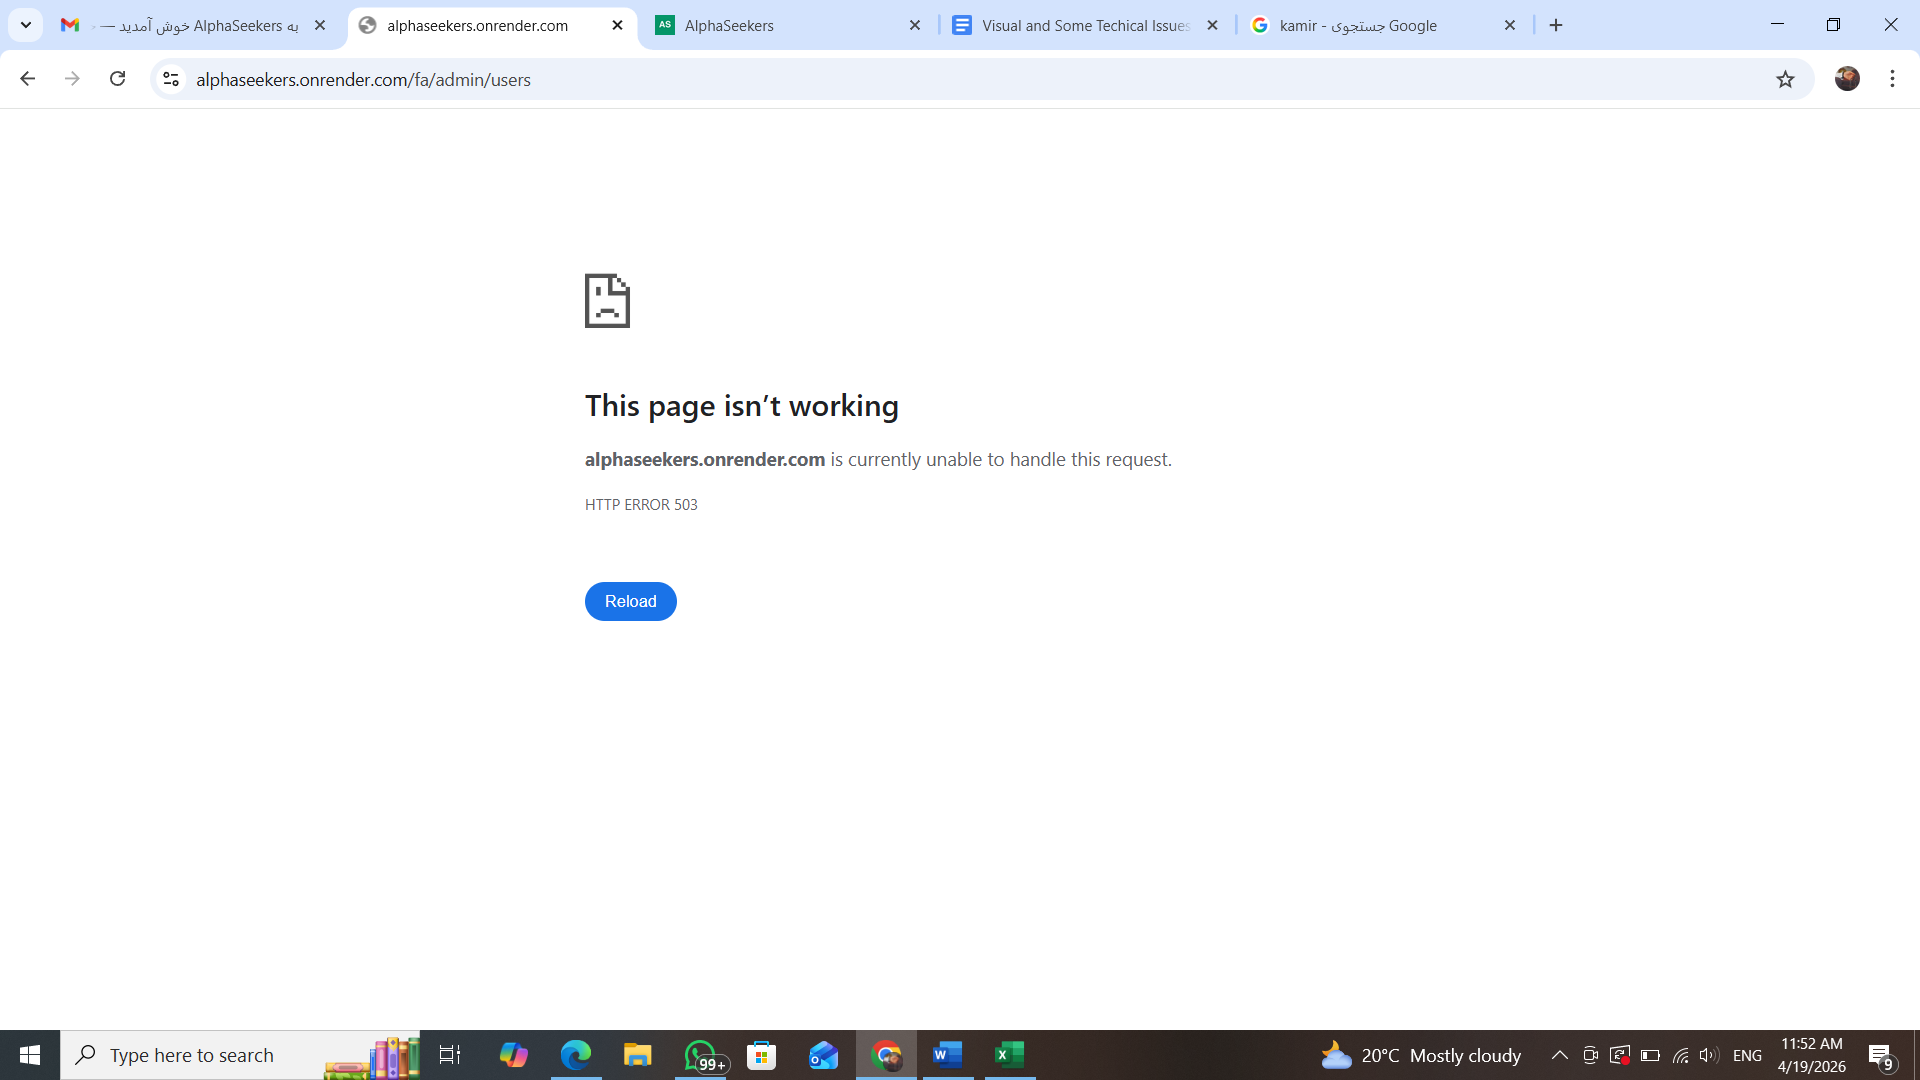 به AlphaSeekers خوش آمدید —
alphaseekers.onrender.com
AS
AlphaSeekers
Visual and Some Techical Issues
kamir - جستجوی Google
alphaseekers.onrender.com/fa/admin/users
This page isn’t working
alphaseekers.onrender.com is currently unable to handle this request.
HTTP ERROR 503
Reload
Type here to search
99+
20°C Mostly cloudy
ENG
11:52 AM
4/19/2026
9